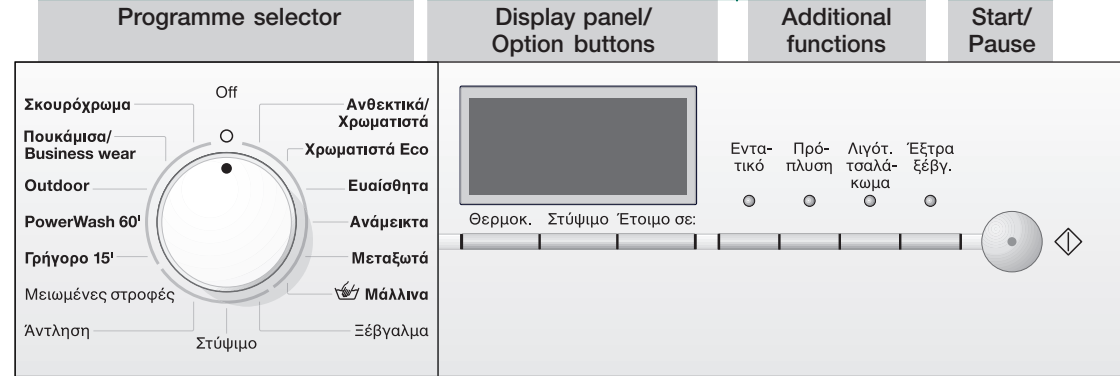 Programme selector
Display panel/
Option buttons
Additional
functions
Start/
Pause
Off
Σκουρόχρωμα
Πουκάμισα/
Business wear
Outdoor
PowerWash 60'
Γρήγορο 15'
Μειωμένες στροφές
Άντληση
Στύψιμο
Ανθεκτικά/
Χρωματιστά
Χρωματιστά Eco
Ευαίσθητα
Ανάμεικτα
Μεταξωτά
Μάλλινα
Ξέβγαλμα
Θερμοκ. Στύψιμο Έτοιμο σε:
Εντα-
τικό
Πρό-
πλυση
Λιγότ.
τσαλά-
κωμα
Έξτρα
ξέβγ.